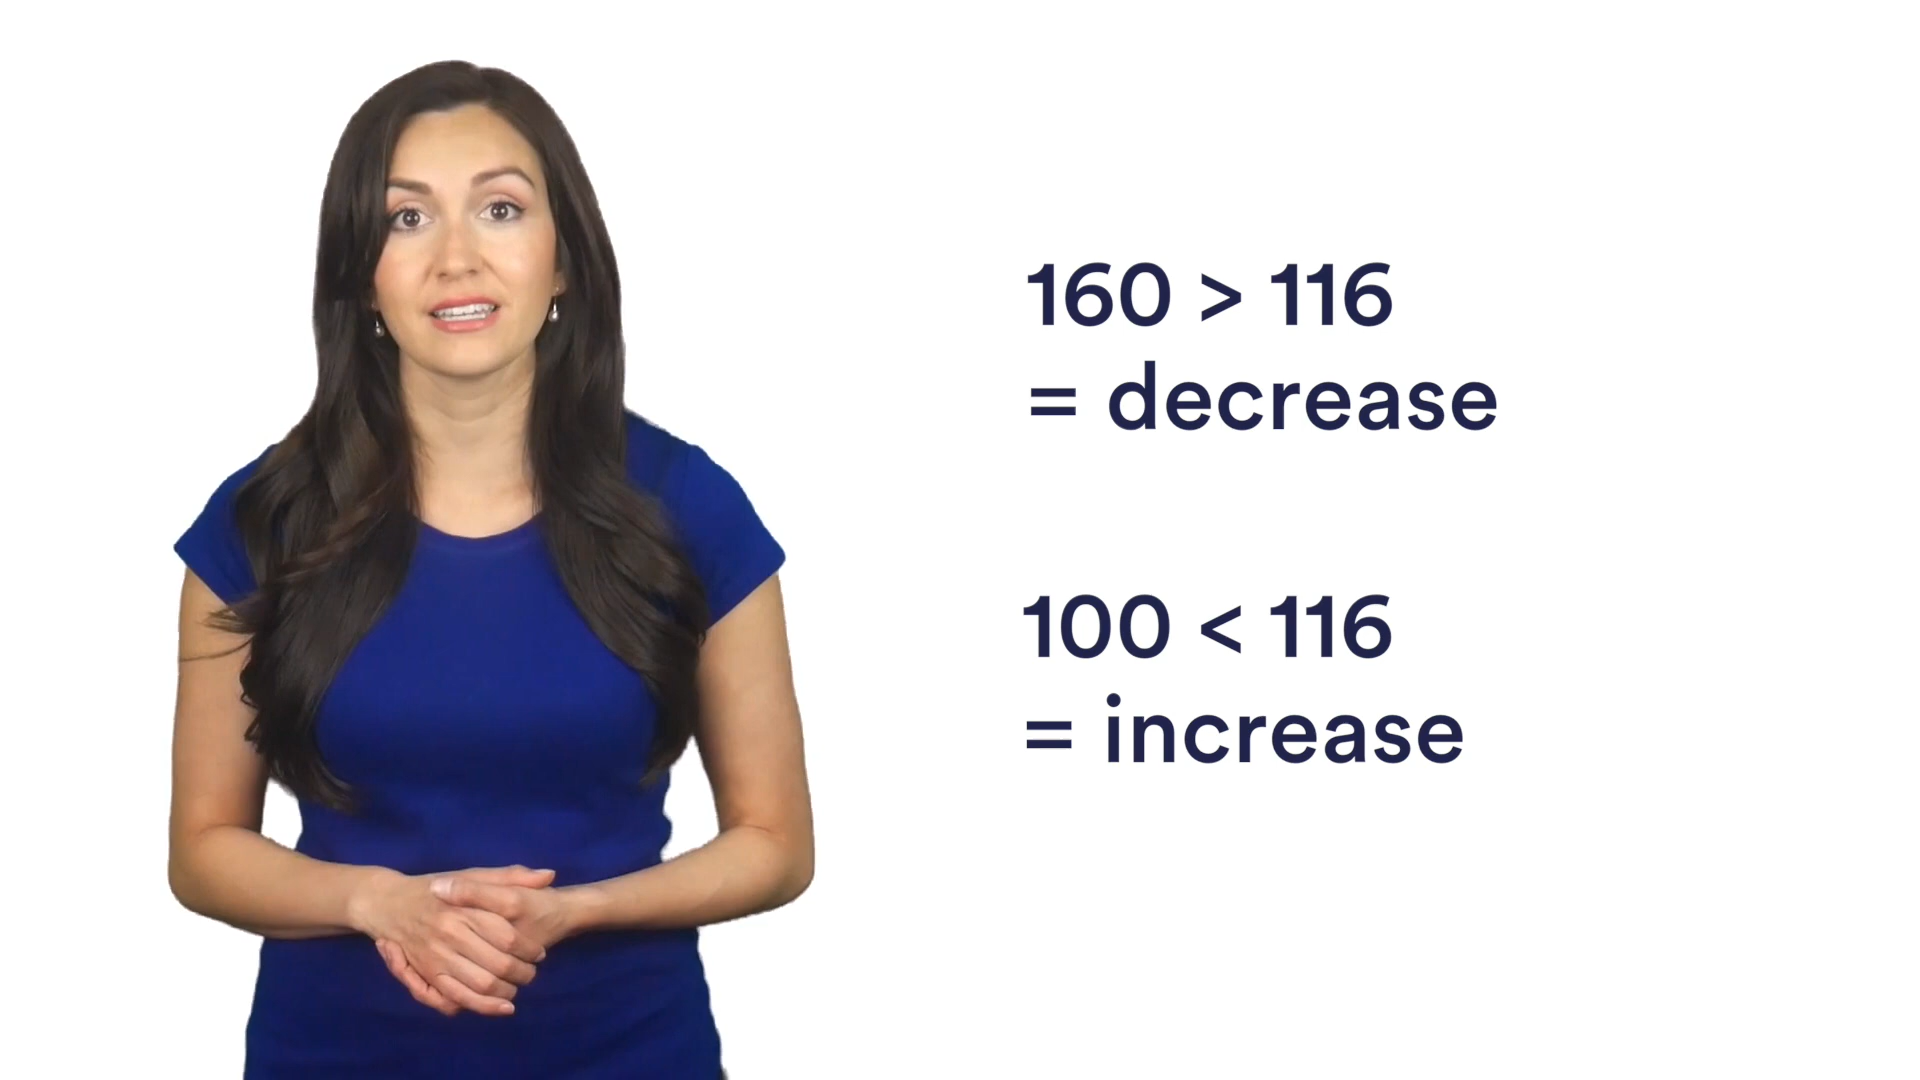 160 > 116
= decrease
100 < 116
= increase